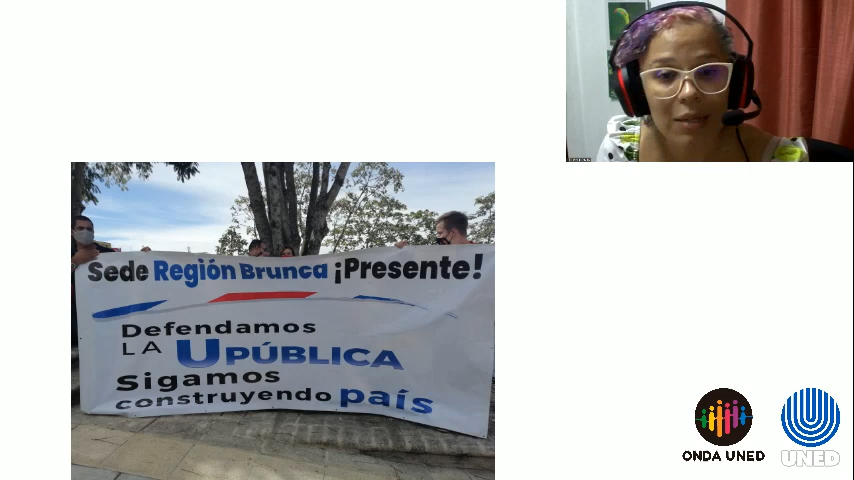 Sede Región Brunca ¡Presente!
Defendamos
LA UPÚBLICA
Sigamos
construyendo país
ONDA UNED
UNED